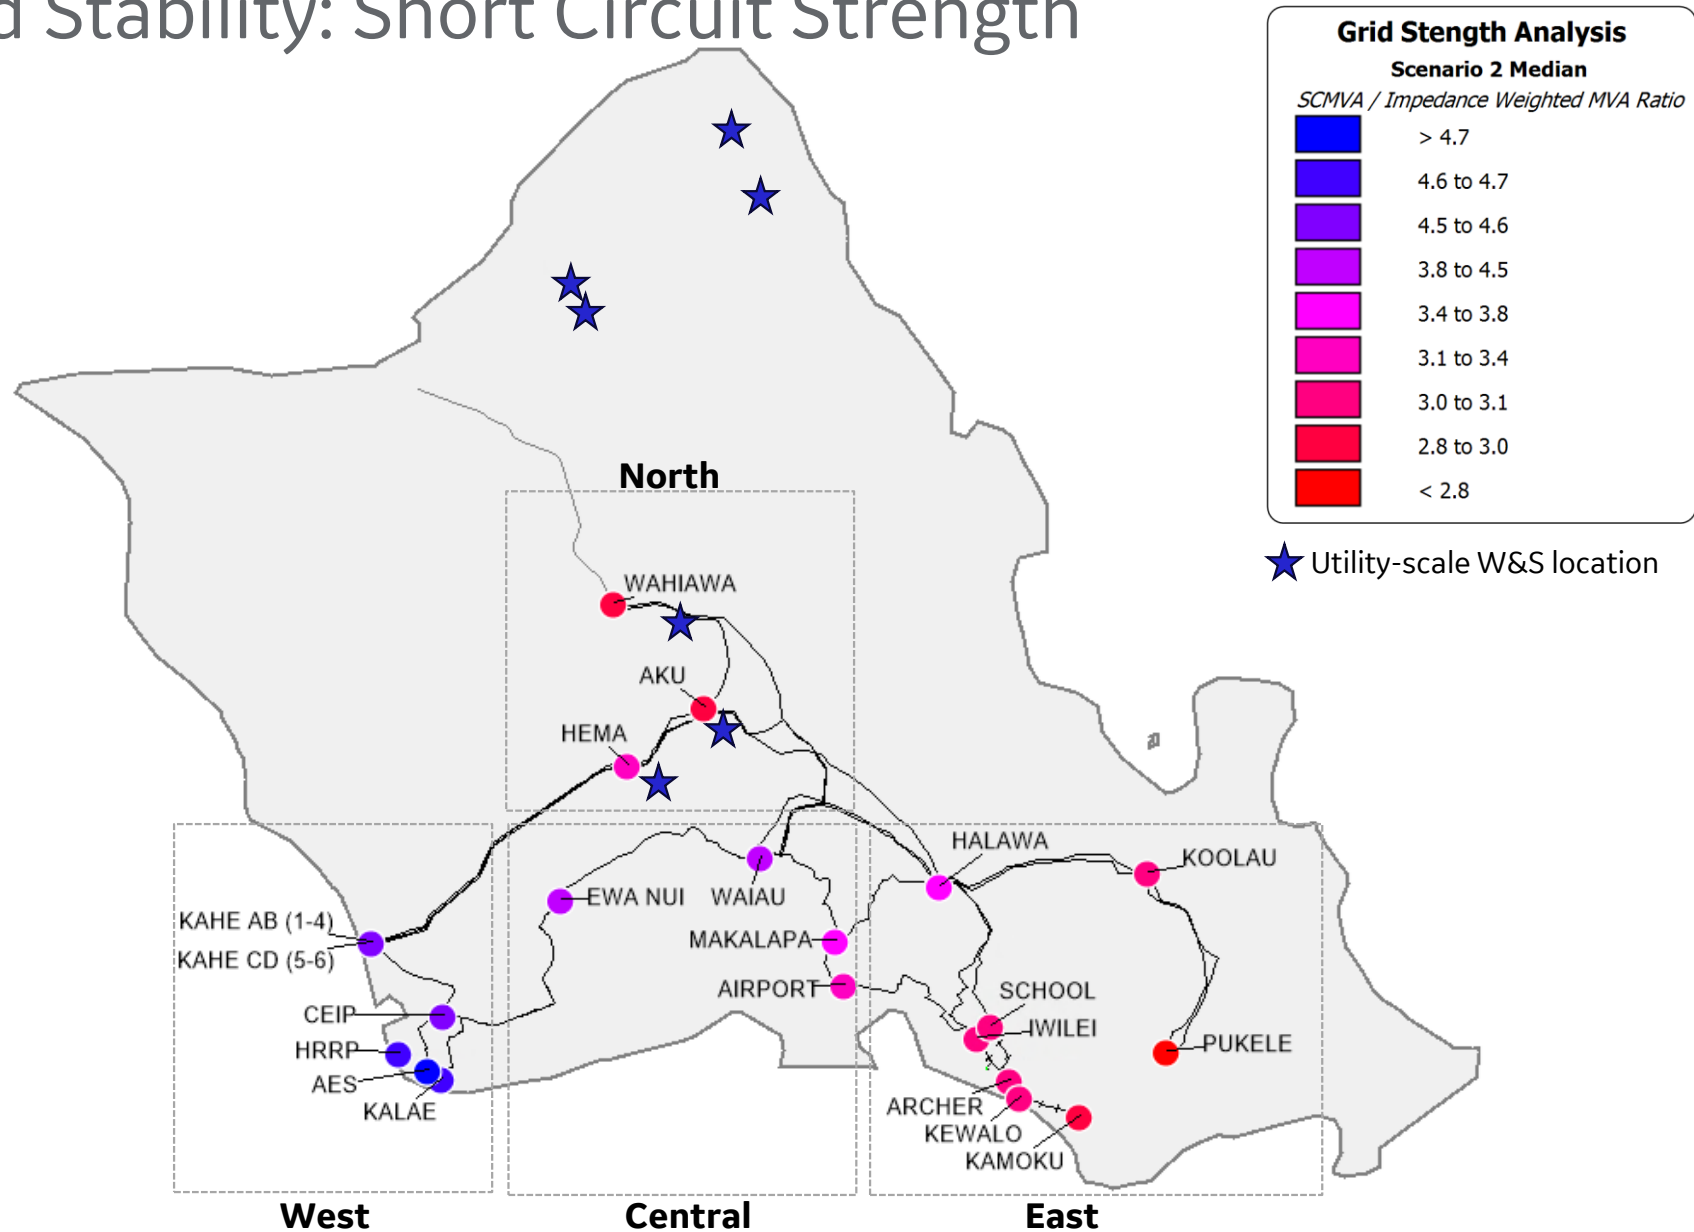 d Stability: Short Circuit Strength
Grid Stength Analysis
Scenario 2 Median
SCMVA / Impedance Weighted MVA Ratio
> 4.7
4.6 to 4.7
4.5 to 4.6
3.8 to 4.5
3.4 to 3.8
3.1 to 3.4
3.0 to 3.1
2.8 to 3.0
< 2.8
Utility-scale W&S location
North
WAHIAWA
AKU
HEMA
HALAWA
KOOLAU
EWA NUI
WAIAU
KAHE AB (1-4)
KAHE CD (5-6)
MAKALAPA
AIRPORT
SCHOOL
CEIP
IWILEI
HRRP
PUKELE
AES
KALAE
ARCHER
KEWALO
KAMOKU
West
Central
East